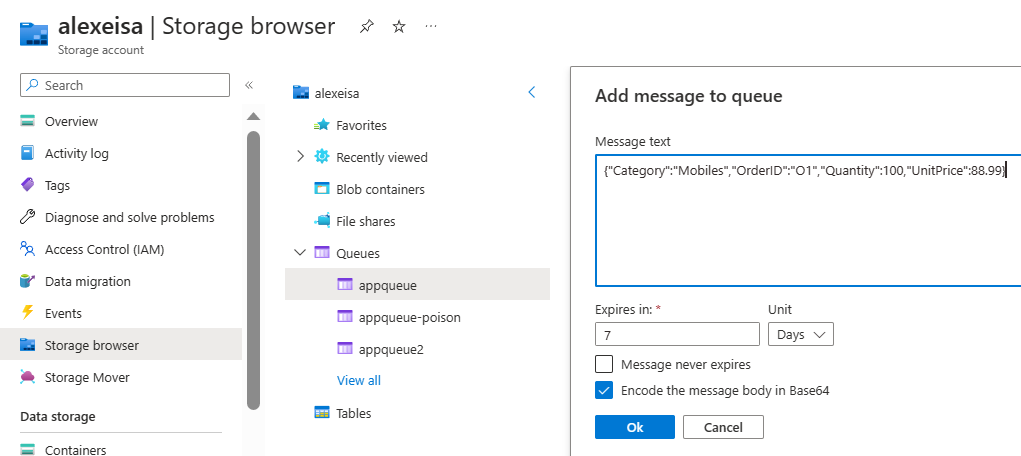 alexeisa | Storage browser
Storage account
Search
Overview
Activity log
Tags
Diagnose and solve problems
Access Control (IAM)
Data migration
Events
Storage browser
Storage Mover
Data storage
Containers
alexeisa
Favorites
Recently viewed
Blob containers
File shares
Queues
appqueue
appqueue-poison
appqueue2
View all
Tables
Add message to queue
Message text
{"Category":"Mobiles","OrderID":"O1","Quantity":100,"UnitPrice":88.99}
Expires in: * Unit
7 Days
Message never expires
Encode the message body in Base64
Ok Cancel